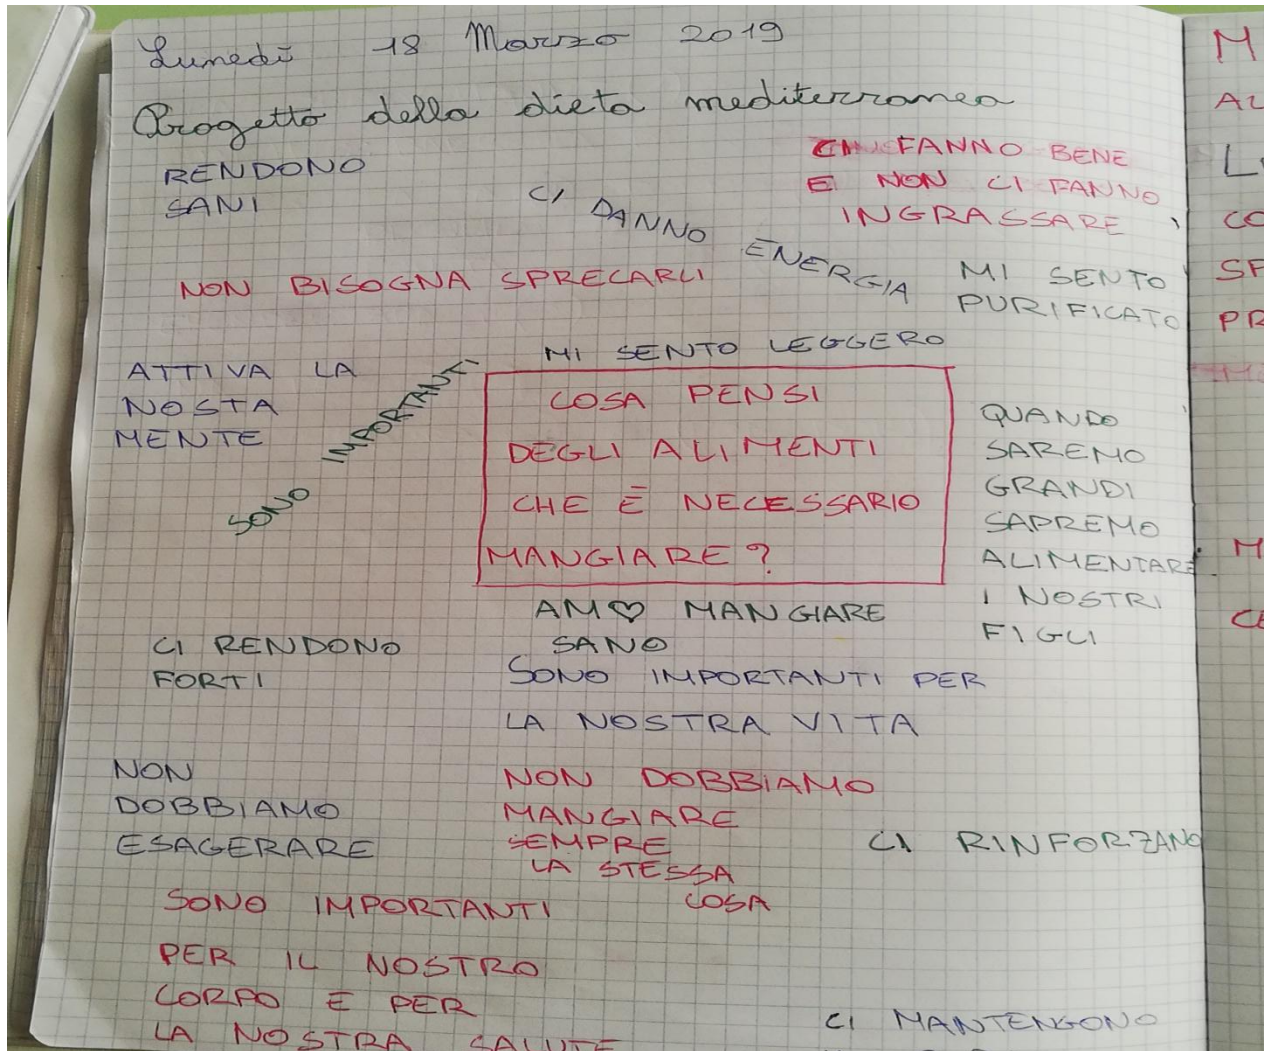 Lunedì 18 Marzo 2019
Progetto della dieta mediterranea
RENDONO
SANI
CI DANNO ENERGIA
FANNO BENE
E NON CI FANNO
INGRASSARE
NON BISOGNA SPRECARLI
MI SENTO
PURIFICATO
MI SENTO LEGGERO
ATTIVA LA
NOSTA
MENTE
SONO IMPORTANTI
COSA PENSI
DEGLI ALIMENTI
CHE È NECESSARIO
MANGIARE?
QUANDO
SAREMO
GRANDI
SAPREMO
ALIMENTARE
I NOSTRI
FIGLI
AM♡ MANGIARE
SANO
CI RENDONO
FORTI
SONO IMPORTANTI PER
LA NOSTRA VITA
NON
DOBBIAMO
ESAGERARE
NON DOBBIAMO
MANGIARE
SEMPRE
LA STESSA
COSA
CI RINFORZANO
SONO IMPORTANTI
PER IL NOSTRO
CORPO E PER
LA NOSTRA SALUTE
CI MANTENGONO